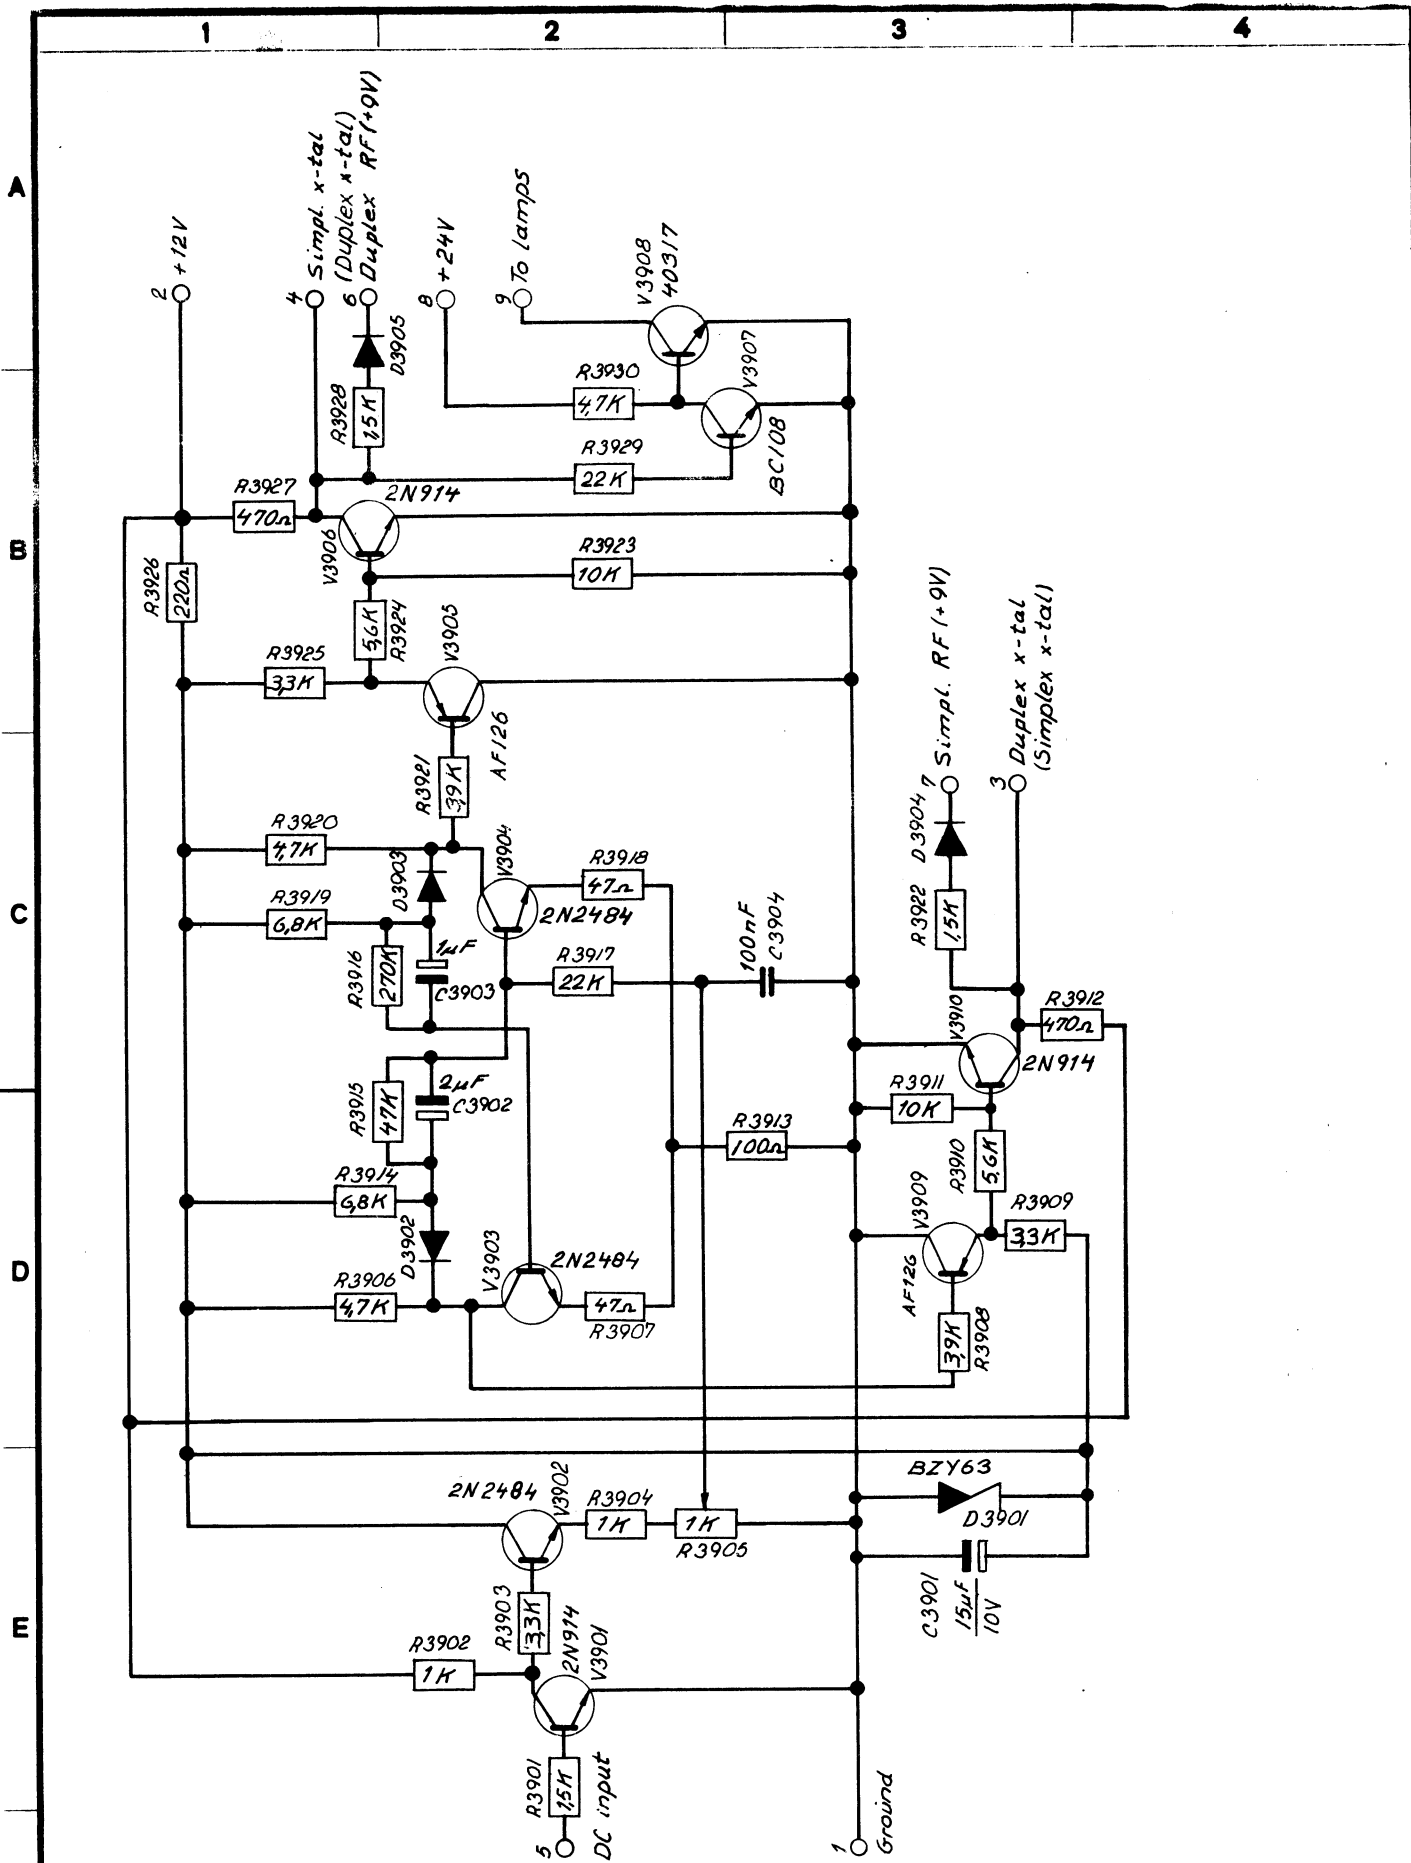 1
2
3
4
A
B
C
D
E
2
+12V
4
Simpl. x-tal
(Duplex x-tal)
6
Duplex RF (+9V)
8
+24V
9
To lamps
V3908
40317
D3905
R3928
1,5K
R3930
4,7K
V3907
BC108
R3929
22K
R3927
470Ω
2N914
V3906
R3926
220Ω
R3923
10K
5,6K
R3924
R3925
3,3K
V3905
AF126
R3921
3,9K
7
Simpl. RF (+9V)
3
Duplex x-tal
(Simplex x-tal)
R3920
4,7K
D3903
V3904
R3918
47Ω
2N2484
D3904
R3922
1,5K
R3919
6,8K
R3916
270K
1µF
C3903
R3917
22K
100nF
C3904
V3910
R3912
470Ω
2N914
R3915
47K
2µF
C3902
R3911
10K
R3913
100Ω
R3910
5,6K
R3914
6,8K
D3902
V3903
2N2484
V3909
AF126
R3909
3,3K
R3906
4,7K
47Ω
R3907
3,9K
R3908
2N2484
V3902
R3904
1K
1K
R3905
BZY63
D3901
C3901
15µF
10V
R3903
3,3K
2N914
V3901
R3902
1K
R3901
1,5K
5
DC input
1
Ground